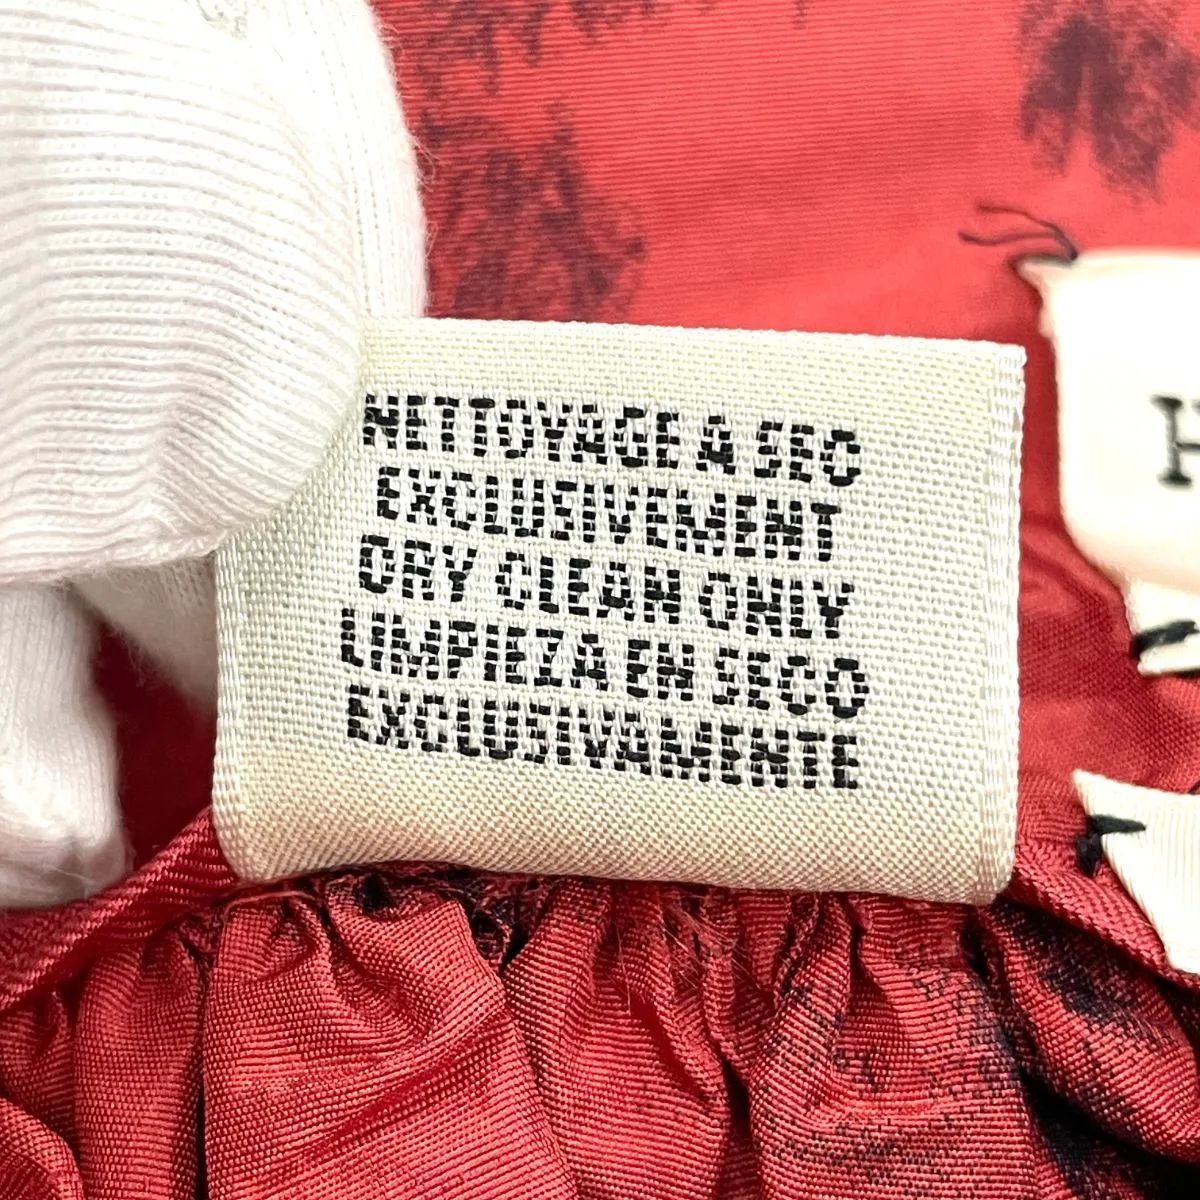 NETTOYAGE A SEC
EXCLUSIVEMENT
DRY CLEAN ONLY
LIMPIEZA EN SECO
EXCLUSIVAMENTE
H